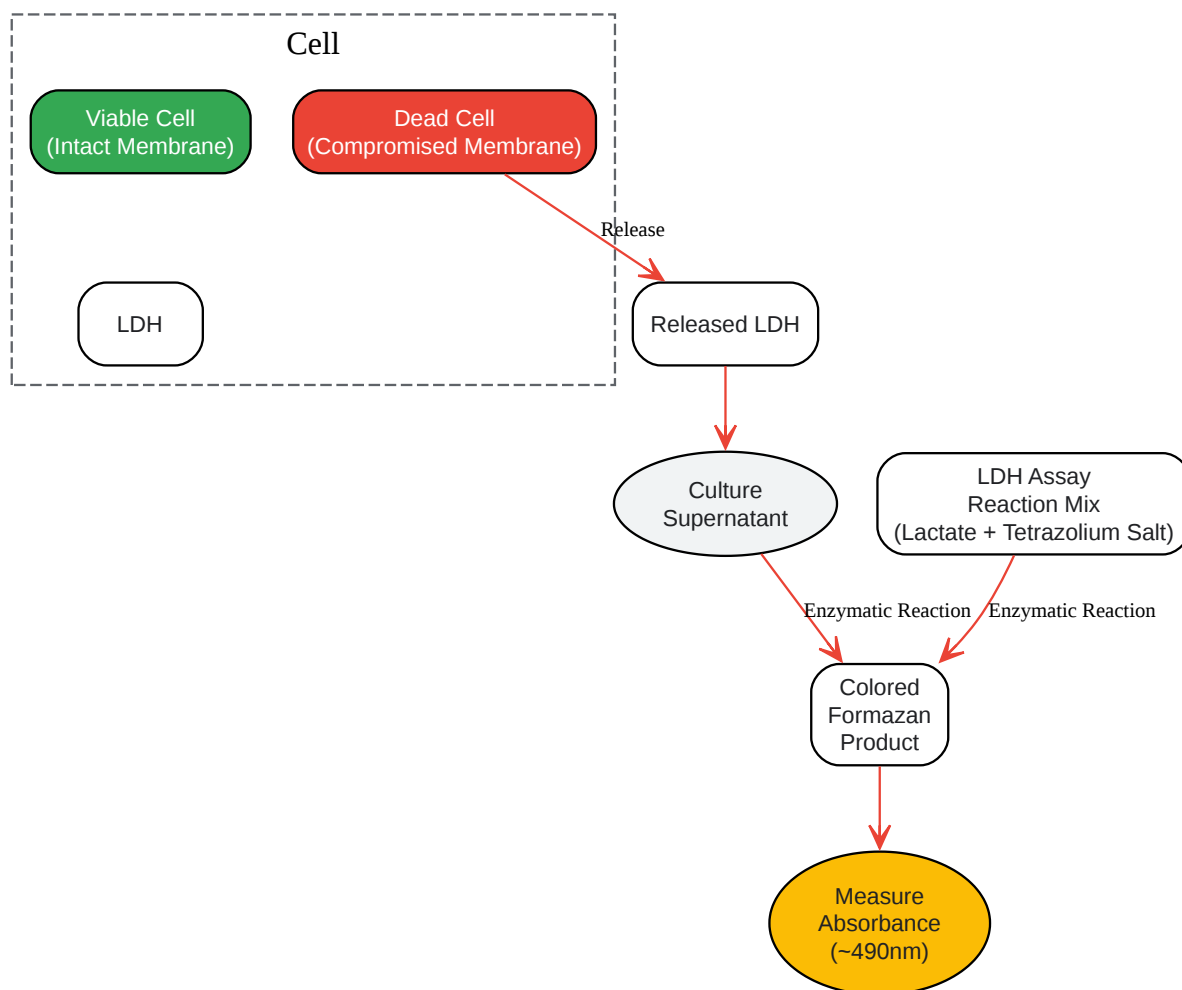 Cell
Viable Cell
(Intact Membrane)
Dead Cell
(Compromised Membrane)
Release
LDH
Released LDH
Culture
Supernatant
LDH Assay
Reaction Mix
(Lactate + Tetrazolium Salt)
Enzymatic Reaction
Enzymatic Reaction
Colored
Formazan
Product
Measure
Absorbance
(~490nm)